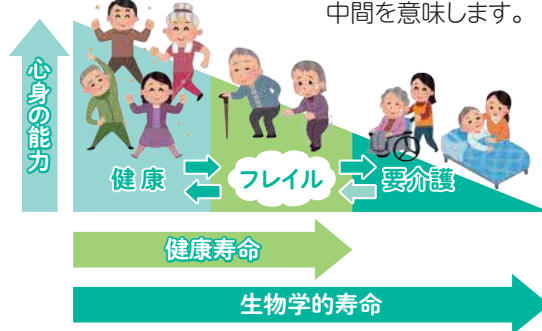 中間を意味します。
心身の能力
健康
フレイル
要介護
健康寿命
生物学的寿命